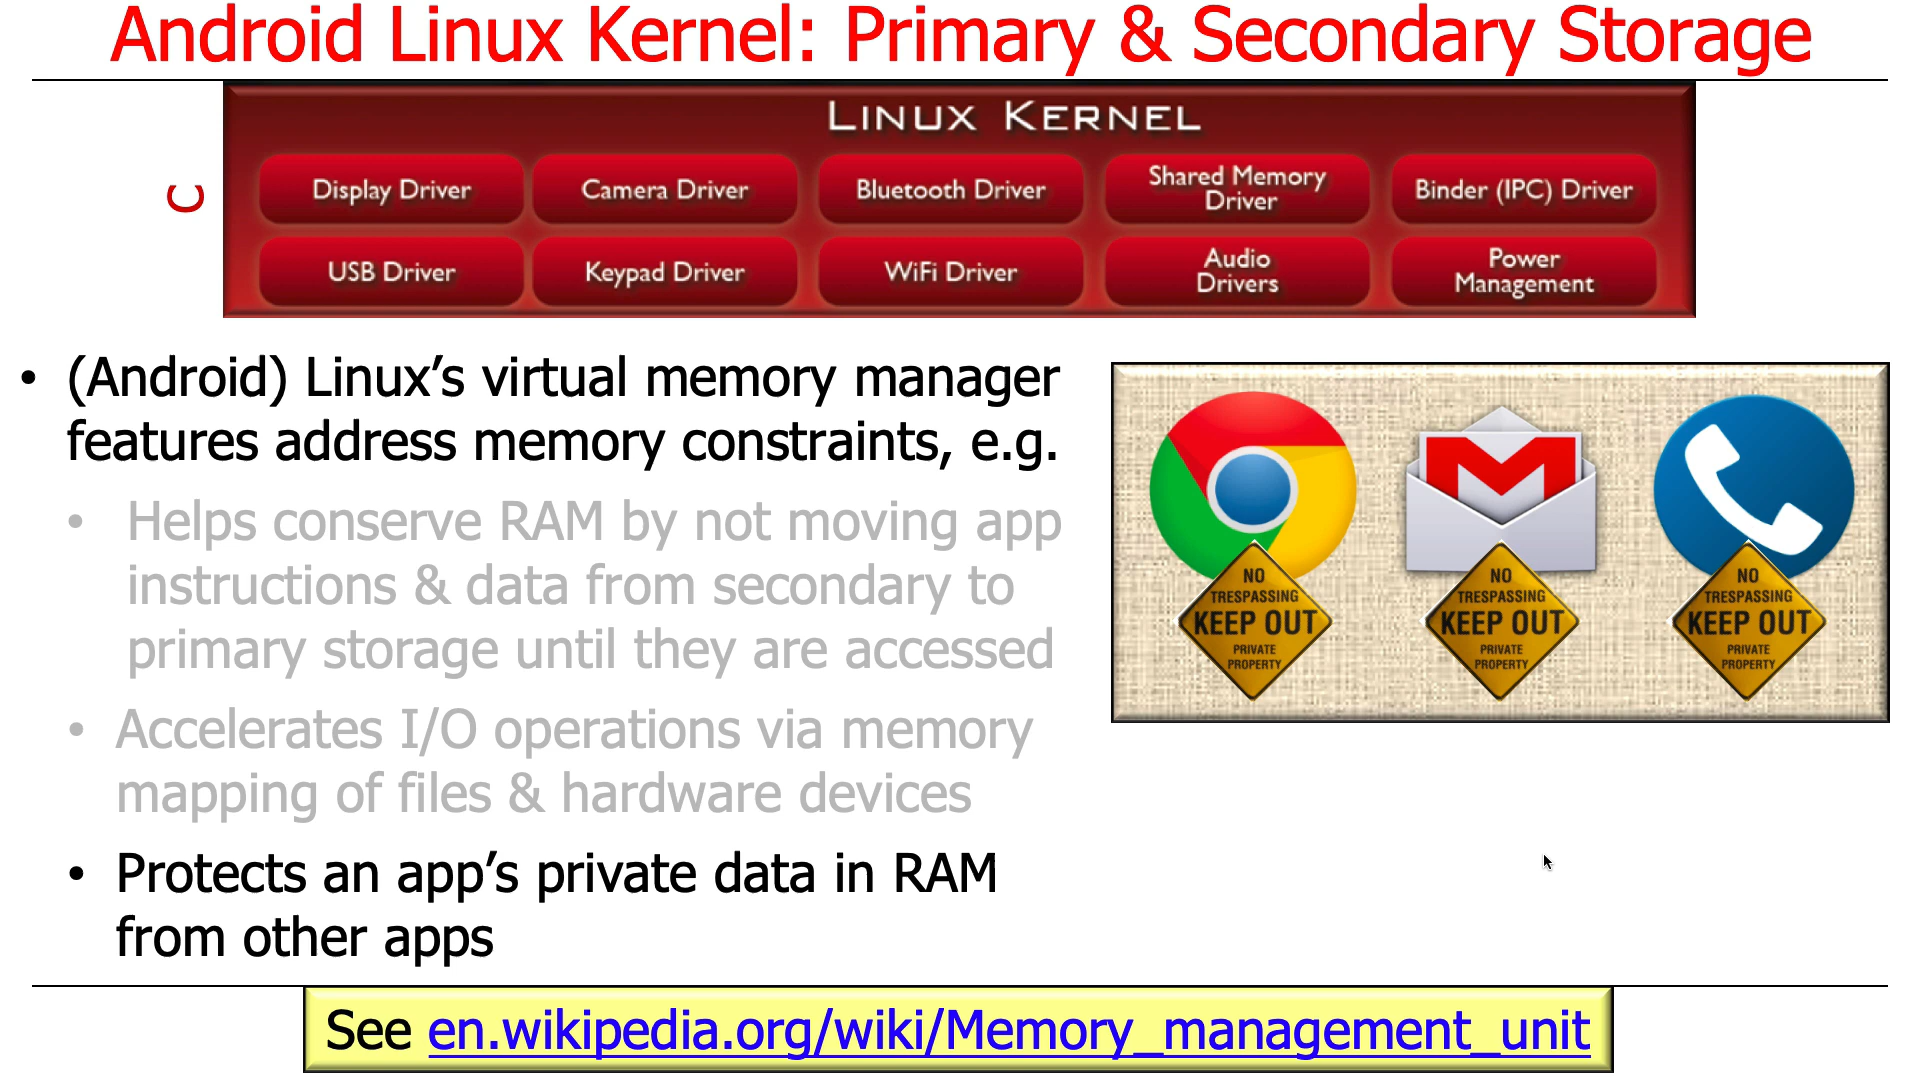 Android Linux Kernel: Primary & Secondary Storage
LINUX KERNEL
C
Display Driver
Camera Driver
Bluetooth Driver
Shared Memory
Driver
Binder (IPC) Driver
USB Driver
Keypad Driver
WiFi Driver
Audio
Drivers
Power
Management
• (Android) Linux’s virtual memory manager
features address memory constraints, e.g.
• Helps conserve RAM by not moving app
instructions & data from secondary to
primary storage until they are accessed
• Accelerates I/O operations via memory
mapping of files & hardware devices
• Protects an app’s private data in RAM
from other apps
NO
TRESPASSING
KEEP OUT
PRIVATE
PROPERTY
NO
TRESPASSING
KEEP OUT
PRIVATE
PROPERTY
NO
TRESPASSING
KEEP OUT
PRIVATE
PROPERTY
See en.wikipedia.org/wiki/Memory_management_unit